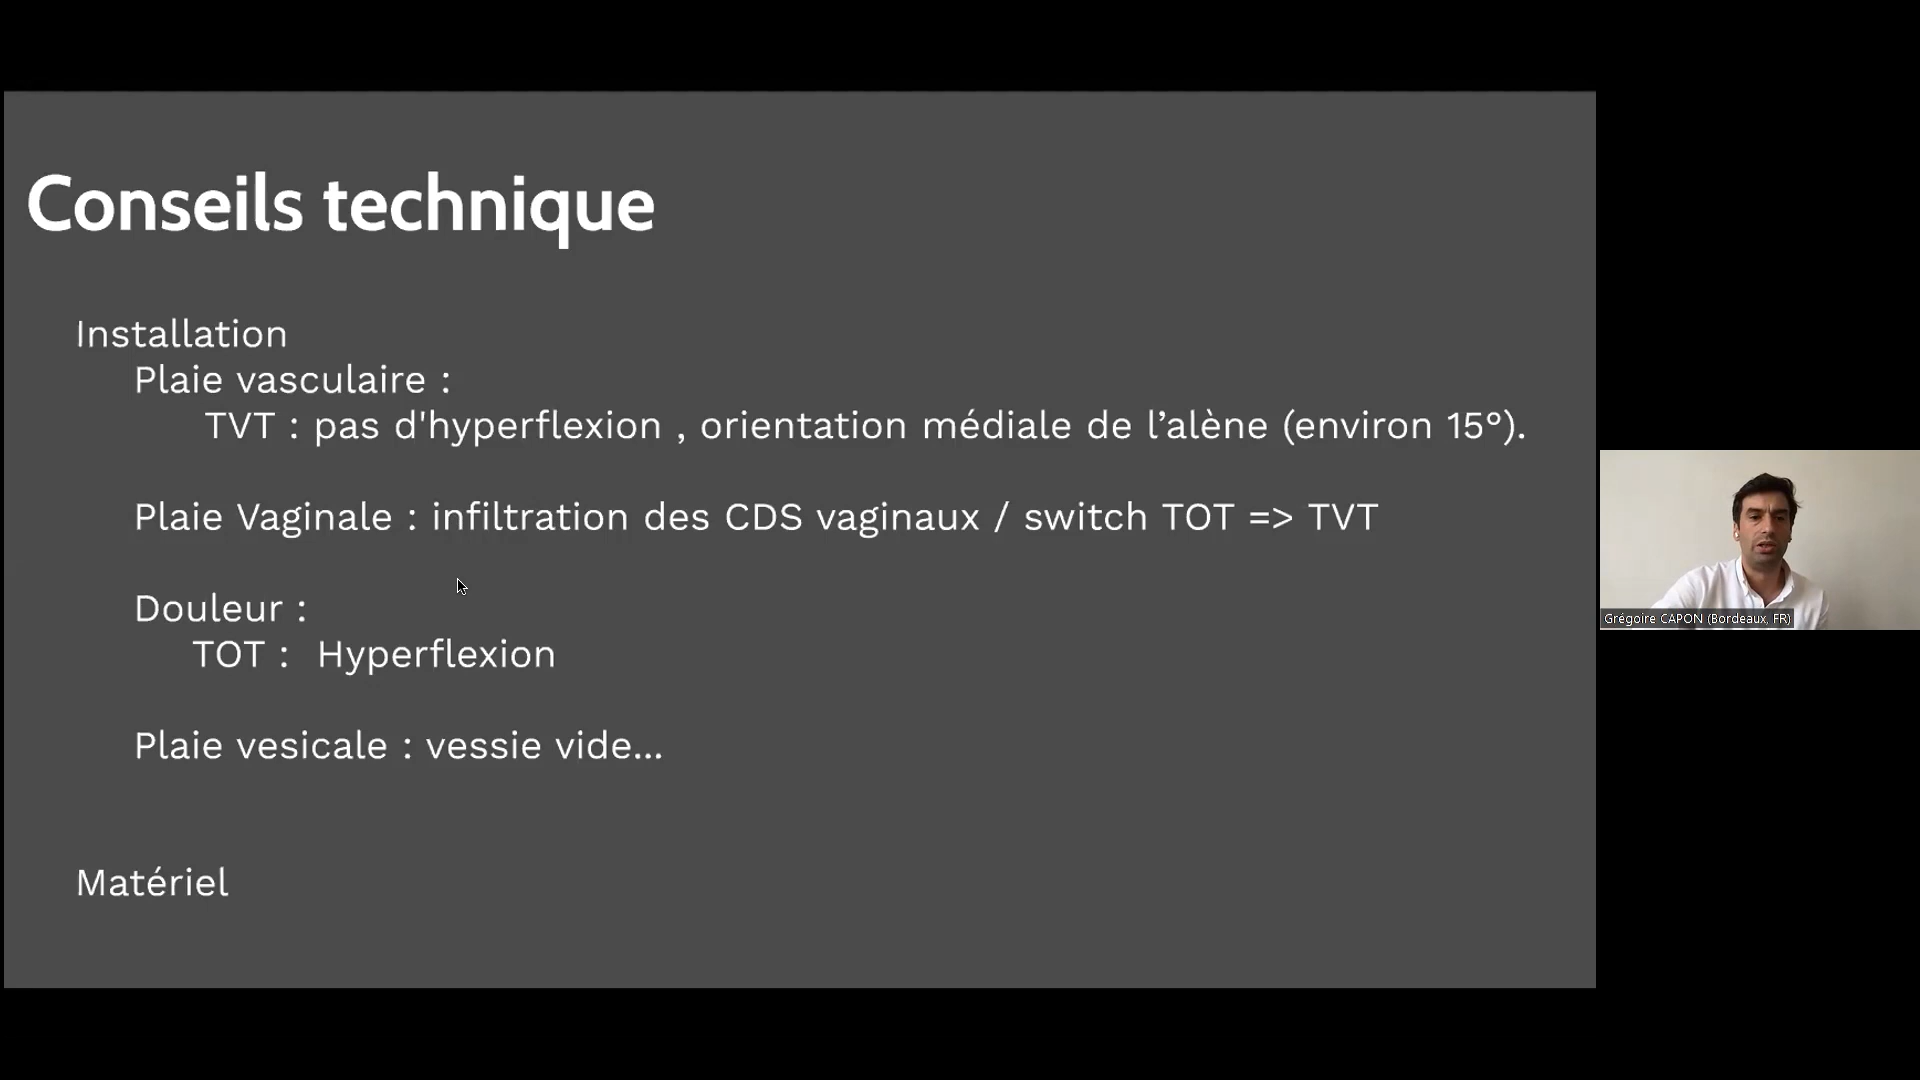 Conseils technique
Installation
Plaie vasculaire :
TVT : pas d'hyperflexion , orientation médiale de l’alène (environ 15°).
Plaie Vaginale : infiltration des CDS vaginaux / switch TOT => TVT
Douleur :
TOT : Hyperflexion
Plaie vesicale : vessie vide...
Matériel
Grégoire CAPON (Bordeaux, FR)